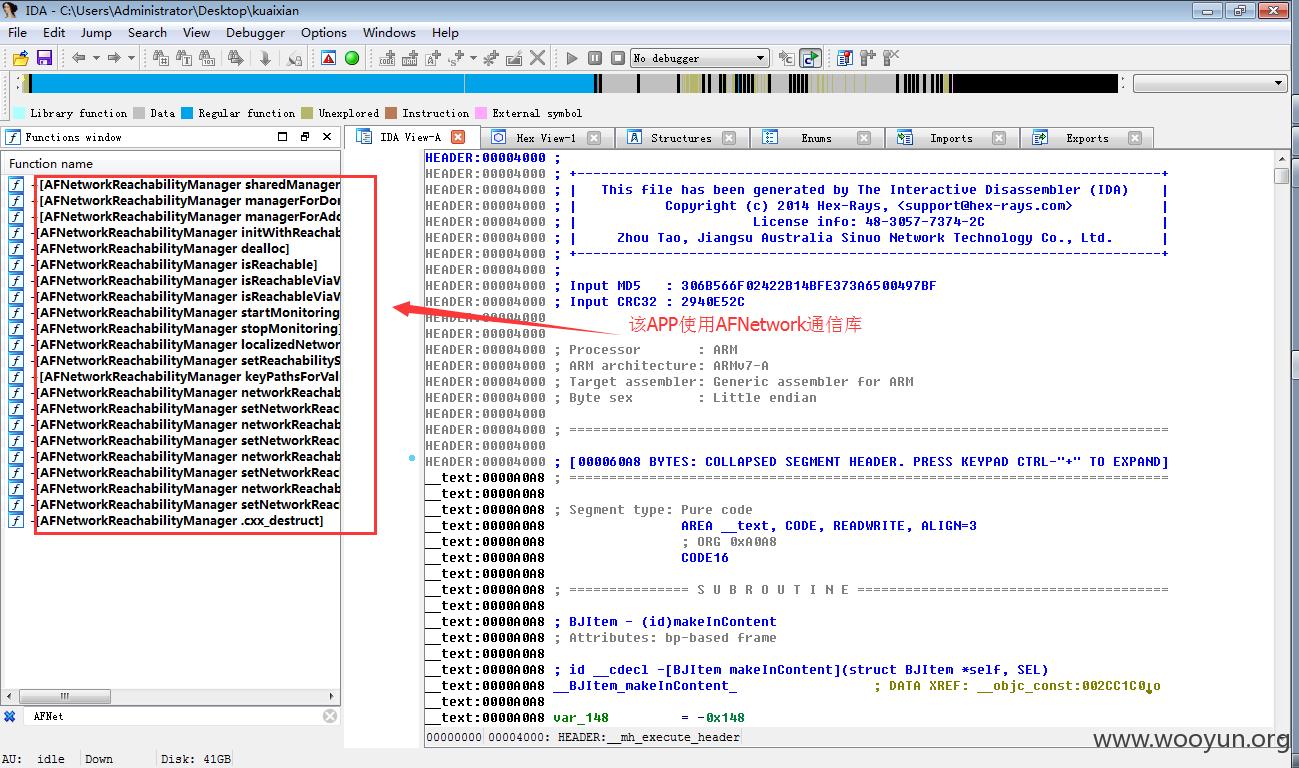 IDA - C:\Users\Administrator\Desktop\kuaixian
File Edit Jump Search View Debugger Options Windows Help
No debugger
Library function Data Regular function Unexplored Instruction External symbol
Functions window
IDA View-A Hex View-1 Structures Enums Imports Exports
Function name
[AFNetworkReachabilityManager sharedManager
[AFNetworkReachabilityManager managerForDor
[AFNetworkReachabilityManager managerForAdd
[AFNetworkReachabilityManager initWithReachab
[AFNetworkReachabilityManager dealloc]
[AFNetworkReachabilityManager isReachable]
[AFNetworkReachabilityManager isReachableViaW
[AFNetworkReachabilityManager isReachableViaW
[AFNetworkReachabilityManager startMonitoring
[AFNetworkReachabilityManager stopMonitoring]
[AFNetworkReachabilityManager localizedNetwor
[AFNetworkReachabilityManager setReachabilityS
[AFNetworkReachabilityManager keyPathsForVal
[AFNetworkReachabilityManager networkReachab
[AFNetworkReachabilityManager setNetworkReac
[AFNetworkReachabilityManager networkReachab
[AFNetworkReachabilityManager setNetworkReac
[AFNetworkReachabilityManager networkReachab
[AFNetworkReachabilityManager setNetworkReac
[AFNetworkReachabilityManager networkReachab
[AFNetworkReachabilityManager setNetworkReac
[AFNetworkReachabilityManager .cxx_destruct]
AFNet
HEADER:00004000 ;
HEADER:00004000 ; +-------------------------------------------------------------------------+
HEADER:00004000 ; | This file has been generated by The Interactive Disassembler (IDA) |
HEADER:00004000 ; | Copyright (c) 2014 Hex-Rays, <support@hex-rays.com> |
HEADER:00004000 ; | License info: 48-3057-7374-2C |
HEADER:00004000 ; | Zhou Tao, Jiangsu Australia Sinuo Network Technology Co., Ltd. |
HEADER:00004000 ; +-------------------------------------------------------------------------+
HEADER:00004000 ;
HEADER:00004000 ; Input MD5 : 306B566F02422B14BFE373A6500497BF
HEADER:00004000 ; Input CRC32 : 2940E52C
HEADER:00004000
该APP使用AFNetwork通信库
HEADER:00004000
HEADER:00004000 ; Processor : ARM
HEADER:00004000 ; ARM architecture: ARMv7-A
HEADER:00004000 ; Target assembler: Generic assembler for ARM
HEADER:00004000 ; Byte sex : Little endian
HEADER:00004000
HEADER:00004000 ; ===========================================================================
HEADER:00004000
HEADER:00004000 ; [000060A8 BYTES: COLLAPSED SEGMENT HEADER. PRESS KEYPAD CTRL-"+" TO EXPAND]
__text:0000A0A8 ; ===========================================================================
__text:0000A0A8
__text:0000A0A8 ; Segment type: Pure code
__text:0000A0A8 AREA __text, CODE, READWRITE, ALIGN=3
__text:0000A0A8 ; ORG 0xA0A8
__text:0000A0A8 CODE16
__text:0000A0A8
__text:0000A0A8 ; =============== S U B R O U T I N E =======================================
__text:0000A0A8
__text:0000A0A8 ; BJItem - (id)makeInContent
__text:0000A0A8 ; Attributes: bp-based frame
__text:0000A0A8
__text:0000A0A8 ; id __cdecl -[BJItem makeInContent](struct BJItem *self, SEL)
__text:0000A0A8 __BJItem_makeInContent_ ; DATA XREF: __objc_const:002CC1C0↓o
__text:0000A0A8
__text:0000A0A8 var_148 = -0x148
00000000 00004000: HEADER:__mh_execute_header
www.wooyun.org
AU: idle Down Disk: 41GB